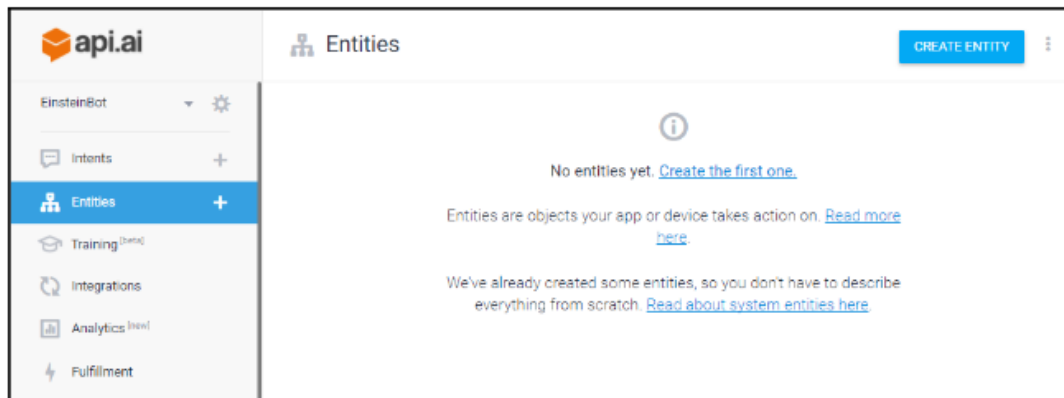 api.ai
Entities
CREATE ENTITY
EinsteinBot
Intents
Entities
Training [beta]
Integrations
Analytics [new]
Fulfillment
No entities yet. Create the first one.
Entities are objects your app or device takes action on. Read more
here.
We've already created some entities, so you don't have to describe
everything from scratch. Read about system entities here.